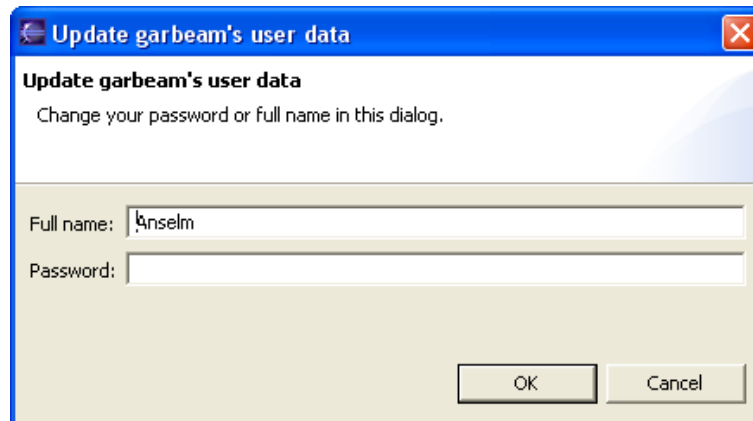 Update garbeam's user data
Update garbeam's user data
Change your password or full name in this dialog.
Full name: Anselm
Password:
OK Cancel